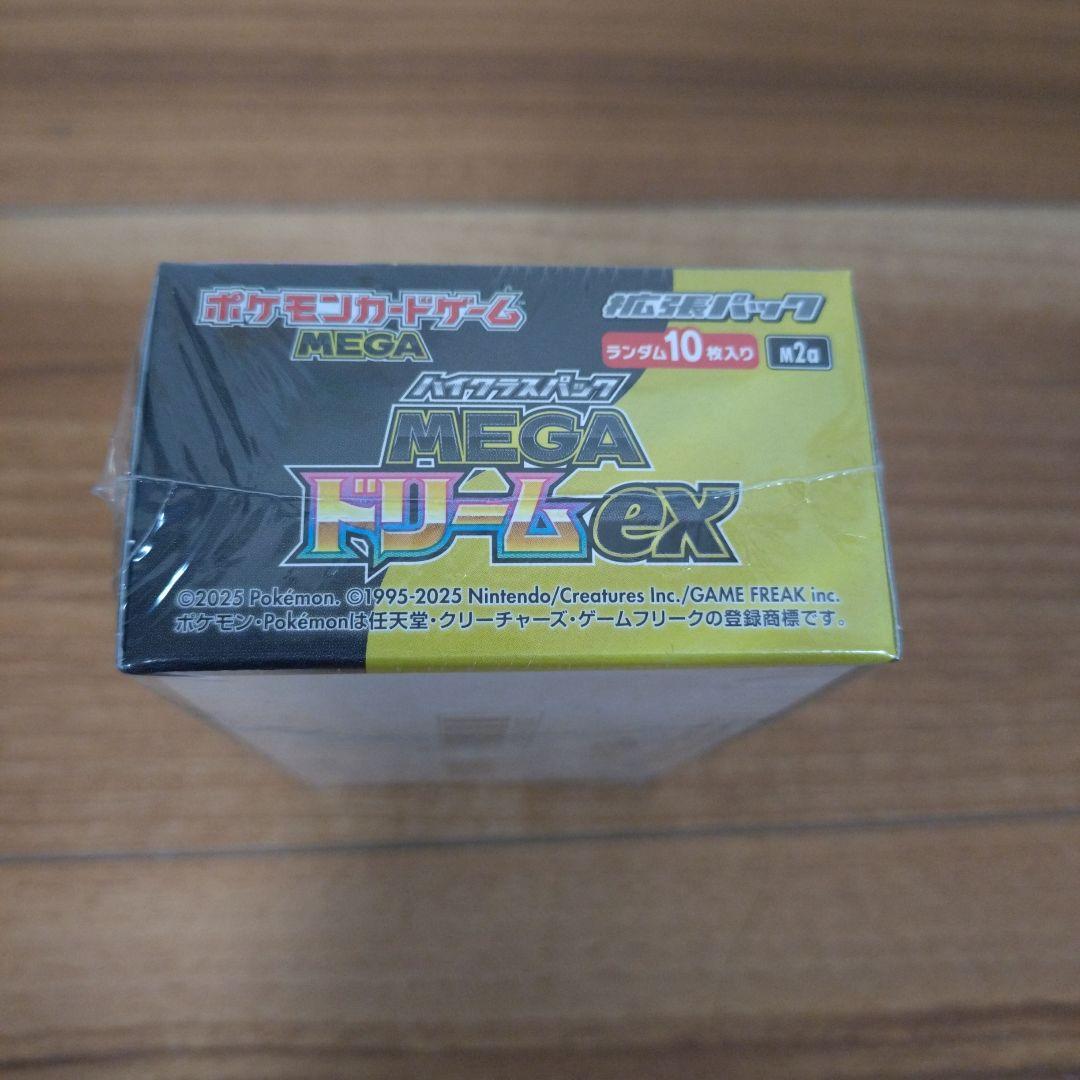 ポケモンカードゲーム
MEGA
拡張パック
ランダム10枚入り
M2a
ハイクラスパック
MEGA
ドリームex
©2025 Pokémon. ©1995-2025 Nintendo/Creatures Inc./GAME FREAK inc.
ポケモン・Pokémonは任天堂・クリーチャーズ・ゲームフリークの登録商標です。